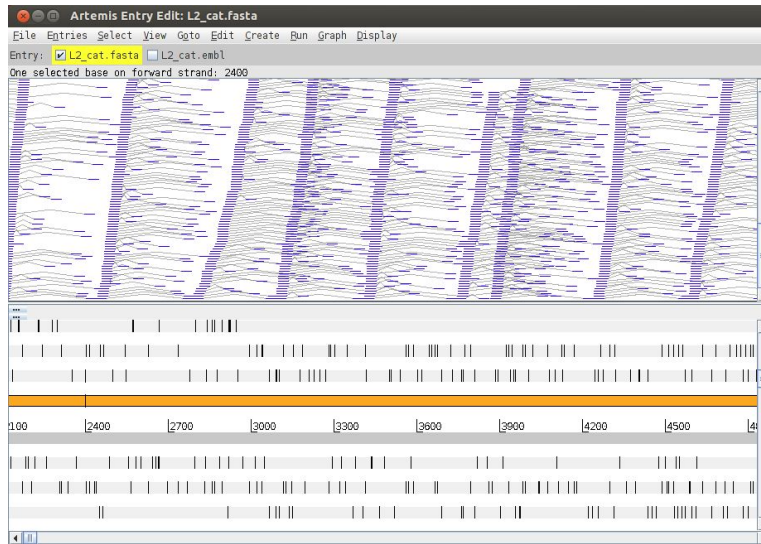 Artemis Entry Edit: L2_cat.fasta
File Entries Select View Goto Edit Create Run Graph Display
Entry: L2_cat.fasta L2_cat.embl
One selected base on forward strand: 2400
100 2400 2700 3000 3300 3600 3900 4200 4500 48